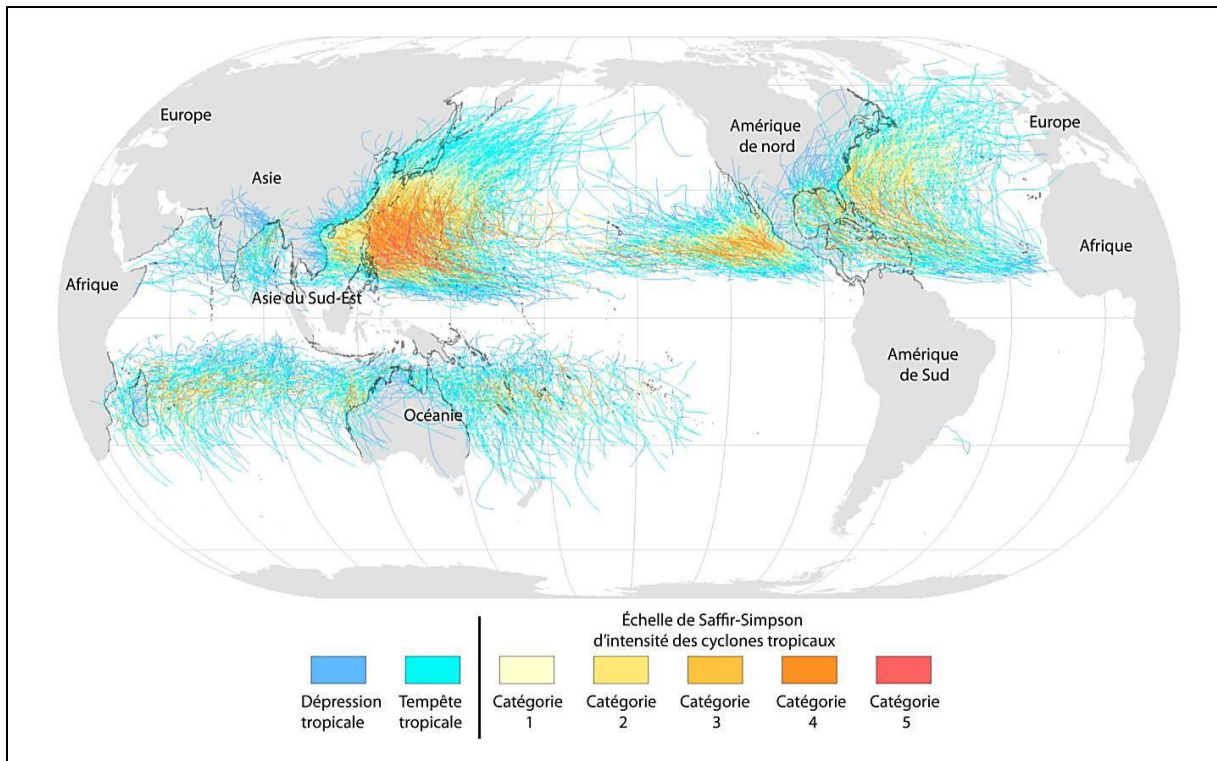 Europe
Asie
Afrique
Asie du Sud-Est
Océanie
Amérique
de nord
Europe
Afrique
Amérique
de Sud
Échelle de Saffir-Simpson
d'intensité des cyclones tropicaux
Dépression
tropicale
Tempête
tropicale
Catégorie
1
Catégorie
2
Catégorie
3
Catégorie
4
Catégorie
5